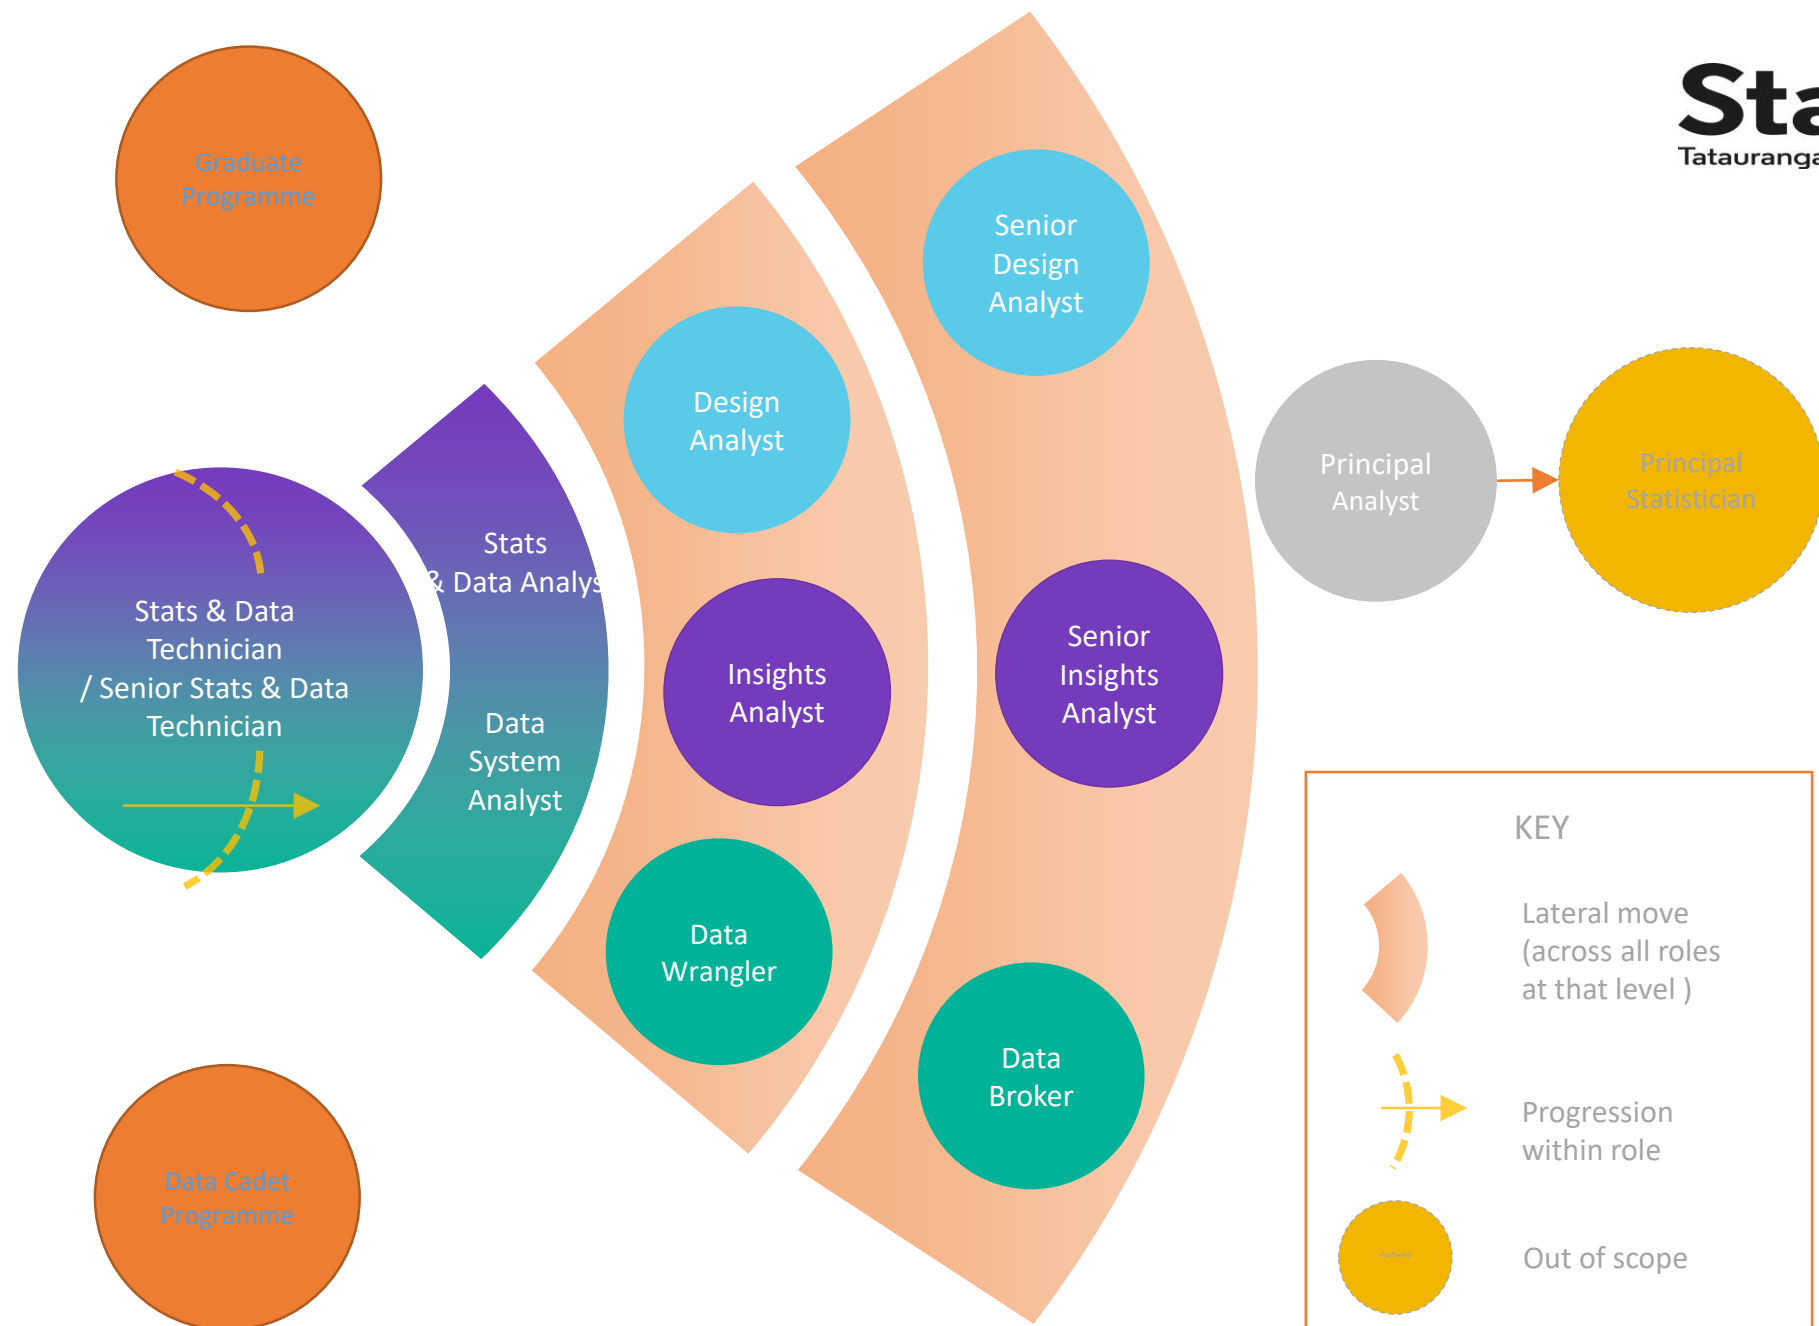 Graduate
Programme
Sta
Tatauranga
Senior
Design
Analyst
Design
Analyst
Principal
Analyst
Principal
Statistician
Stats
& Data Analys
Stats & Data
Technician
/ Senior Stats & Data
Technician
Data
System
Analyst
Insights
Analyst
Senior
Insights
Analyst
Data
Wrangler
Data
Broker
Data Cadet
Programme
KEY
Lateral move
(across all roles
at that level )
Progression
within role
Out of scope